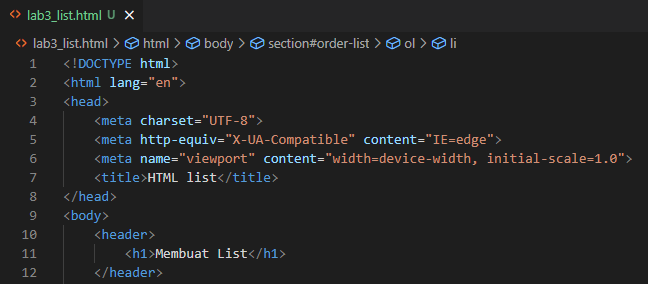 lab3_list.html U ×
lab3_list.html > html > body > section#order-list > ol > li
1 <!DOCTYPE html>
2 <html lang="en">
3 <head>
4 <meta charset="UTF-8">
5 <meta http-equiv="X-UA-Compatible" content="IE=edge">
6 <meta name="viewport" content="width=device-width, initial-scale=1.0">
7 <title>HTML list</title>
8 </head>
9 <body>
10 <header>
11 <h1>Membuat List</h1>
12 </header>